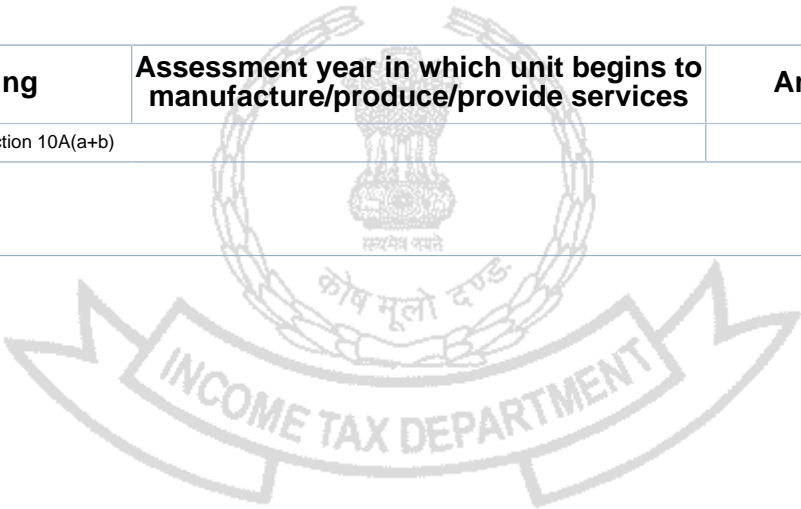 ng Assessment year in which unit begins to Ar
manufacture/produce/provide services
ction 10A(a+b)
सत्यमेव जयते
कोष मूलो दण्ड
INCOME TAX DEPARTMENT